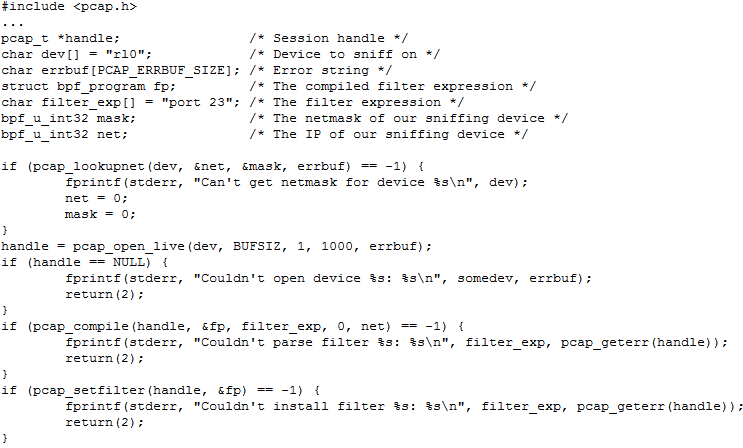 #include <pcap.h>
...
pcap_t *handle; /* Session handle */
char dev[] = "rl0"; /* Device to sniff on */
char errbuf[PCAP_ERRBUF_SIZE]; /* Error string */
struct bpf_program fp; /* The compiled filter expression */
char filter_exp[] = "port 23"; /* The filter expression */
bpf_u_int32 mask; /* The netmask of our sniffing device */
bpf_u_int32 net; /* The IP of our sniffing device */

if (pcap_lookupnet(dev, &net, &mask, errbuf) == -1) {
	fprintf(stderr, "Can't get netmask for device %s\n", dev);
	net = 0;
	mask = 0;
}
handle = pcap_open_live(dev, BUFSIZ, 1, 1000, errbuf);
if (handle == NULL) {
	fprintf(stderr, "Couldn't open device %s: %s\n", somedev, errbuf);
	return(2);
}
if (pcap_compile(handle, &fp, filter_exp, 0, net) == -1) {
	fprintf(stderr, "Couldn't parse filter %s: %s\n", filter_exp, pcap_geterr(handle));
	return(2);
}
if (pcap_setfilter(handle, &fp) == -1) {
	fprintf(stderr, "Couldn't install filter %s: %s\n", filter_exp, pcap_geterr(handle));
	return(2);
}